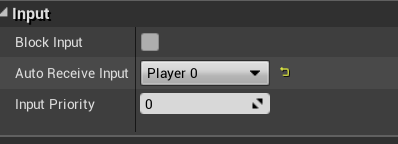 Input
Block Input
Auto Receive Input Player 0
Input Priority 0